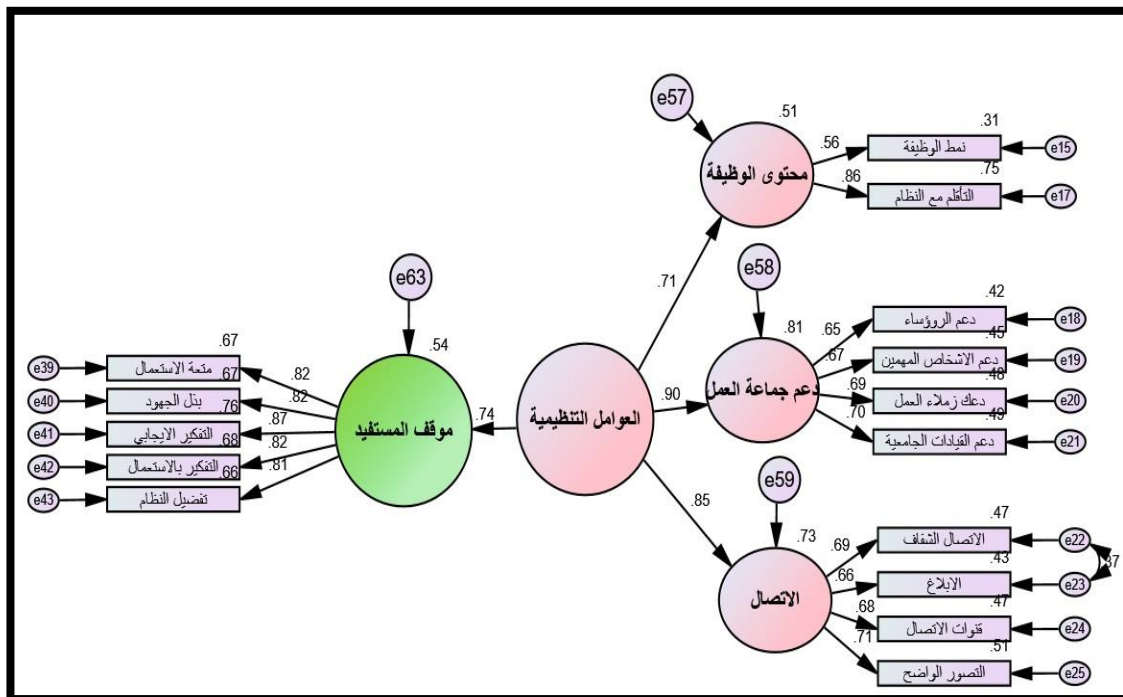 e57
.51
.31
.56
نمط الوظيفة
e15
محتوى الوظيفة
.75
.86
التأقلم مع النظام
e17
.71
e58
.81
.42
.65
دعم الروؤساء
e18
.45
.67
دعم الاشخاص المهمين
e19
.48
دعم جماعة العمل
.90
.69
دعك زملاء العمل
e20
.49
.70
دعم القيادات الجامعية
e21
e63
.54
.67
e39
متعة الاستعمال
.82
.67
e40
بذل الجهود
.82
.76
e41
التفكير الايجابي
.87
موقف المستفيد
.74
العوامل التنظيمية
.68
e42
التفكير بالاستعمال
.82
.66
e43
تفضيل النظام
.81
.85
e59
.73
.47
.69
الاتصال الشفاف
e22
.37
.43
.66
الابلاغ
e23
الاتصال
.47
.68
قنوات الاتصال
e24
.51
.71
التصور الواضح
e25